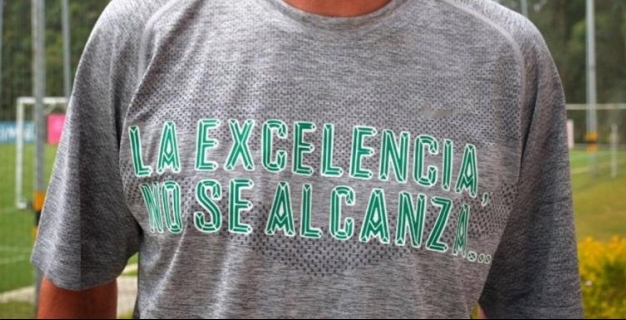 LA EXCELENCIA,
NO SE ALCANZA...